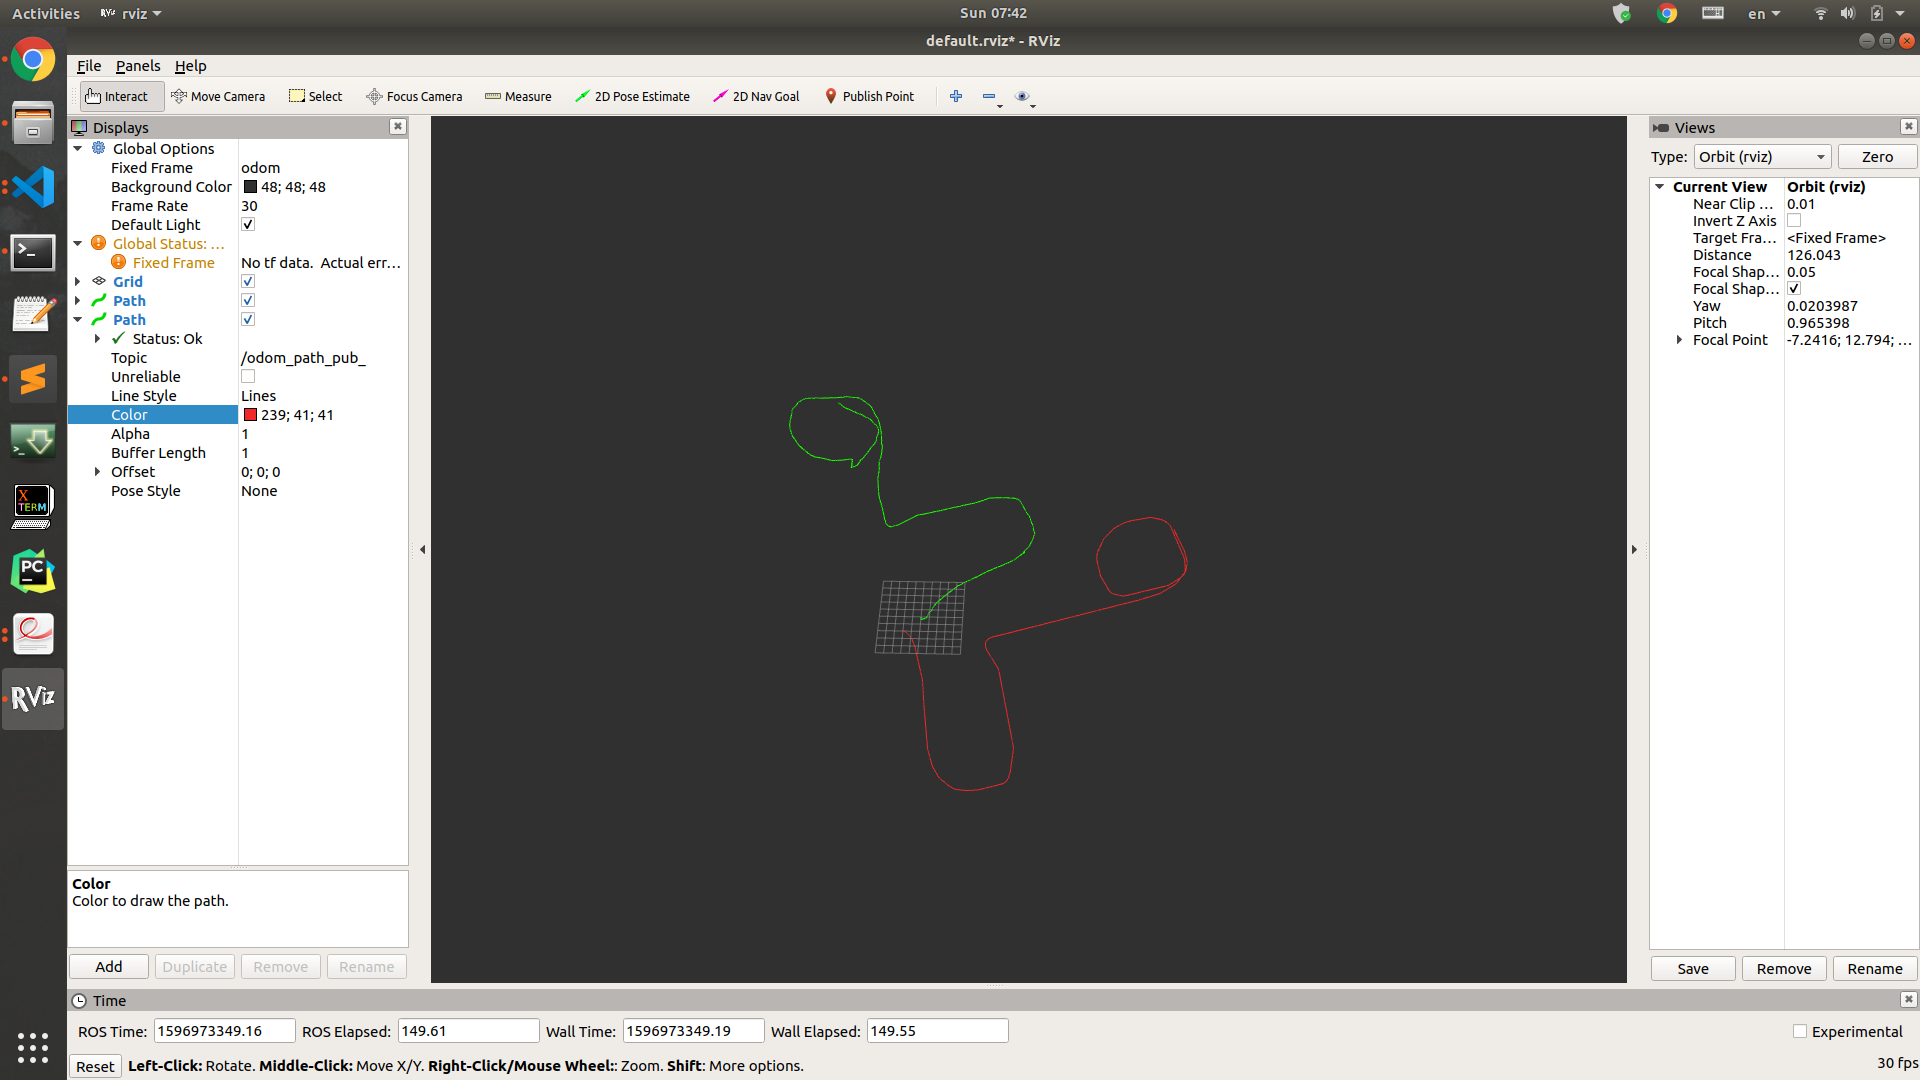 Activities RViz rviz Sun 07:42 en
default.rviz* - RViz
File Panels Help
Interact Move Camera Select Focus Camera Measure 2D Pose Estimate 2D Nav Goal Publish Point
Displays
Global Options
Fixed Frame odom
Background Color 48; 48; 48
Frame Rate 30
Default Light
Global Status: ...
Fixed Frame No tf data.  Actual err...
Grid
Path
Path
Status: Ok
Topic /odom_path_pub_
Unreliable
Line Style Lines
Color 239; 41; 41
Alpha 1
Buffer Length 1
Offset 0; 0; 0
Pose Style None
Color
Color to draw the path.
Add Duplicate Remove Rename
Views
Type: Orbit (rviz) Zero
Current View Orbit (rviz)
Near Clip ... 0.01
Invert Z Axis
Target Fra... <Fixed Frame>
Distance 126.043
Focal Shap... 0.05
Focal Shap...
Yaw 0.0203987
Pitch 0.965398
Focal Point -7.2416; 12.794; ...
Save Remove Rename
X TERM
PC
RViz
Time
ROS Time: 1596973349.16 ROS Elapsed: 149.61 Wall Time: 1596973349.19 Wall Elapsed: 149.55 Experimental
Reset Left-Click: Rotate. Middle-Click: Move X/Y. Right-Click/Mouse Wheel:: Zoom. Shift: More options. 30 fps